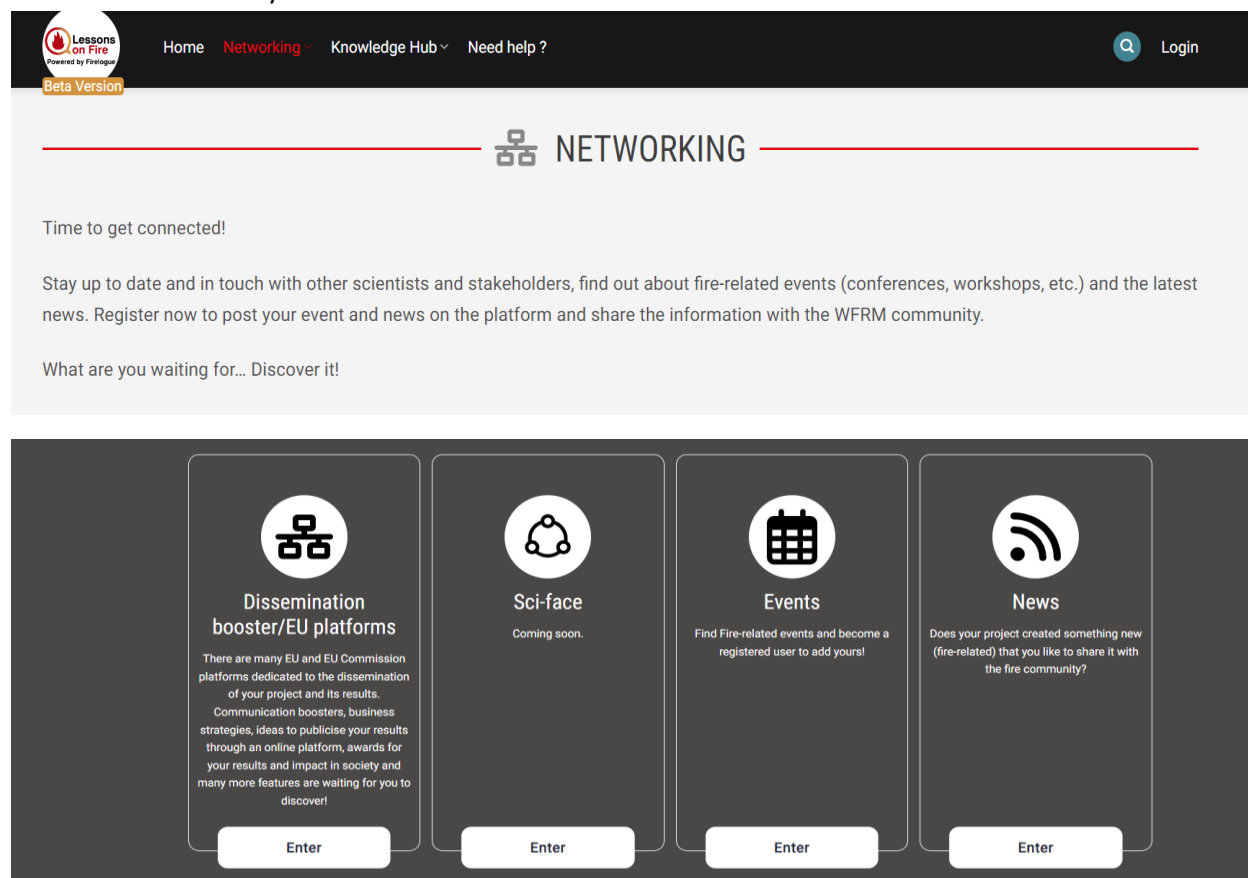 Lessons
on Fire
Powered by Firelogue
Beta Version
Home Networking Knowledge Hub Need help ?
Login
NETWORKING
Time to get connected!
Stay up to date and in touch with other scientists and stakeholders, find out about fire-related events (conferences, workshops, etc.) and the latest
news. Register now to post your event and news on the platform and share the information with the WFRM community.
What are you waiting for... Discover it!
Dissemination
booster/EU platforms
There are many EU and EU Commission
platforms dedicated to the dissemination
of your project and its results.
Communication boosters, business
strategies, ideas to publicise your results
through an online platform, awards for
your results and impact in society and
many more features are waiting for you to
discover!
Enter
Sci-face
Coming soon.
Enter
Events
Find Fire-related events and become a
registered user to add yours!
Enter
News
Does your project created something new
(fire-related) that you like to share it with
the fire community?
Enter